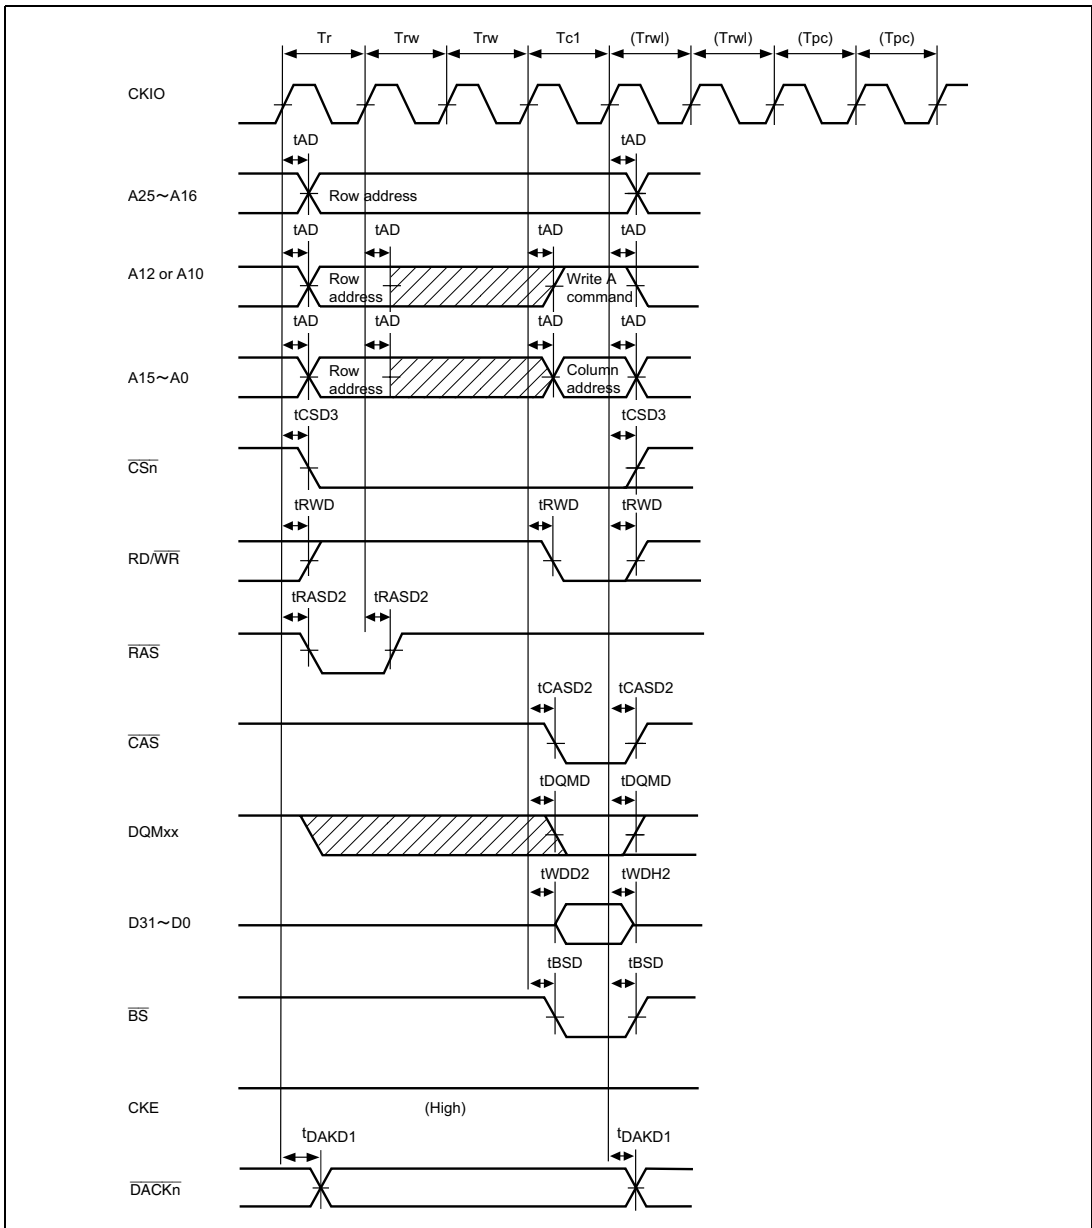 Tr Trw Trw Tc1 (Trwl) (Trwl) (Tpc) (Tpc)
CKIO
tAD tAD
A25～A16 Row address
tAD tAD tAD tAD
A12 or A10 Row address Write A command
tAD tAD tAD tAD
A15～A0 Row address Column address
tCSD3 tCSD3
CSn
tRWD tRWD tRWD
RD/WR
tRASD2 tRASD2
RAS
tCASD2 tCASD2
CAS
tDQMD tDQMD
DQMxx
tWDD2 tWDH2
D31～D0
tBSD tBSD
BS
CKE (High)
tDAKD1 tDAKD1
DACKn